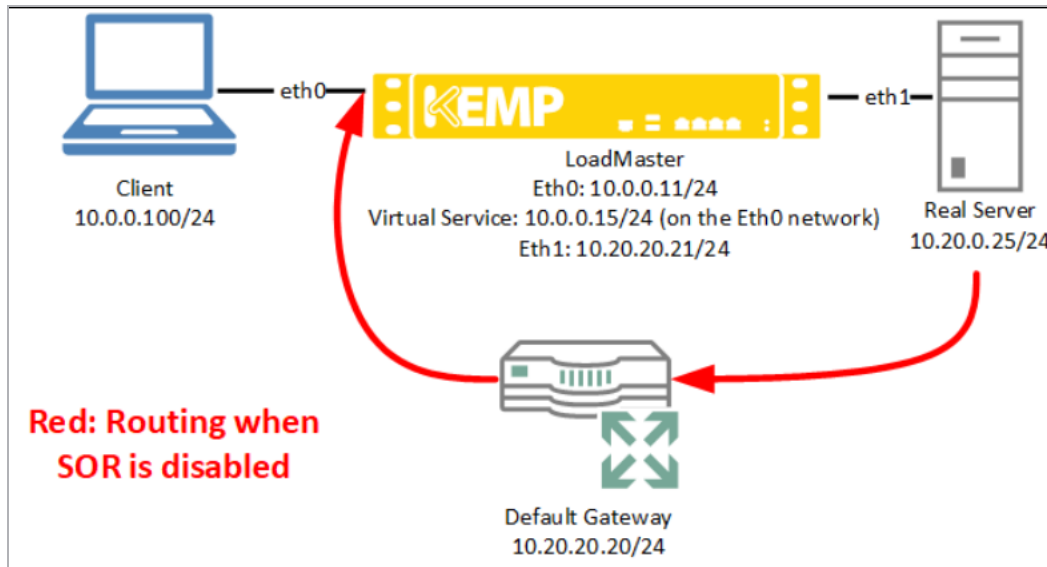 eth0
KEMP
eth1
Client
10.0.0.100/24
LoadMaster
Eth0: 10.0.0.11/24
Virtual Service: 10.0.0.15/24 (on the Eth0 network)
Eth1: 10.20.20.21/24
Real Server
10.20.0.25/24
Red: Routing when
SOR is disabled
Default Gateway
10.20.20.20/24